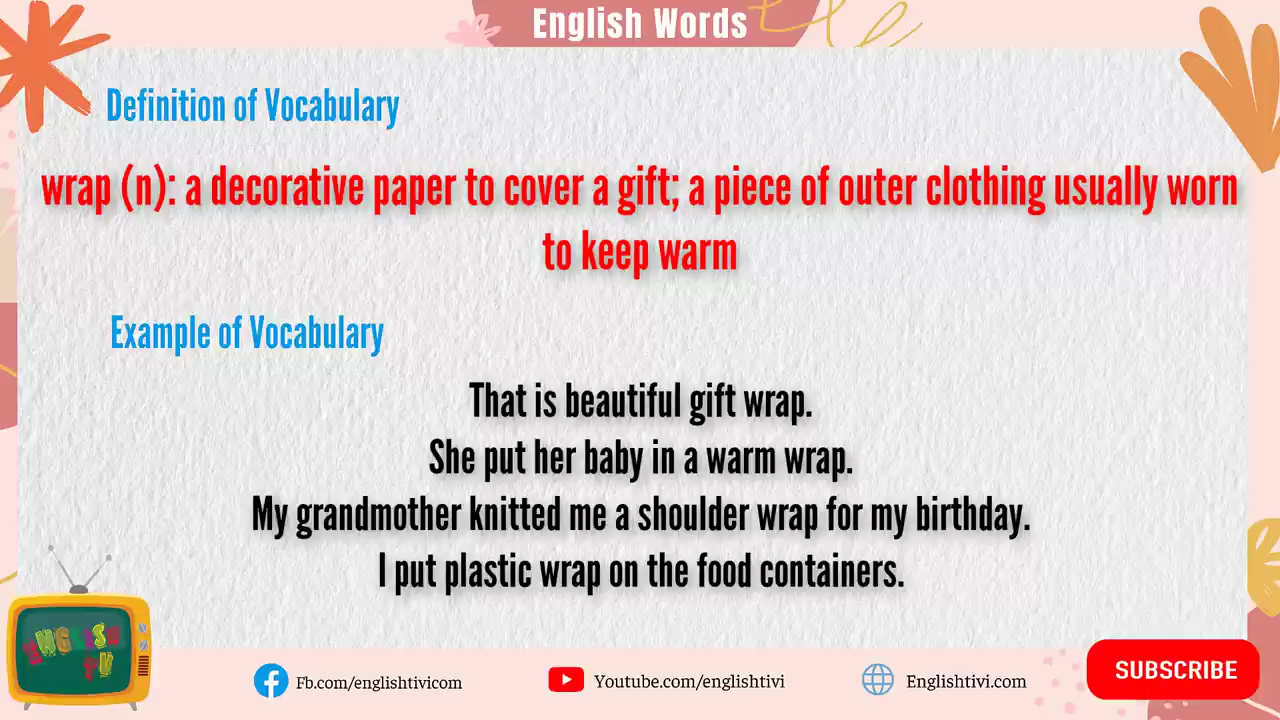 English Words
Definition of Vocabulary
wrap (n): a decorative paper to cover a gift; a piece of outer clothing usually worn
to keep warm
Example of Vocabulary
That is beautiful gift wrap.
She put her baby in a warm wrap.
My grandmother knitted me a shoulder wrap for my birthday.
I put plastic wrap on the food containers.
ENGLISH
TV
Fb.com/englishtivicom
Youtube.com/englishtivi
Englishtivi.com
SUBSCRIBE